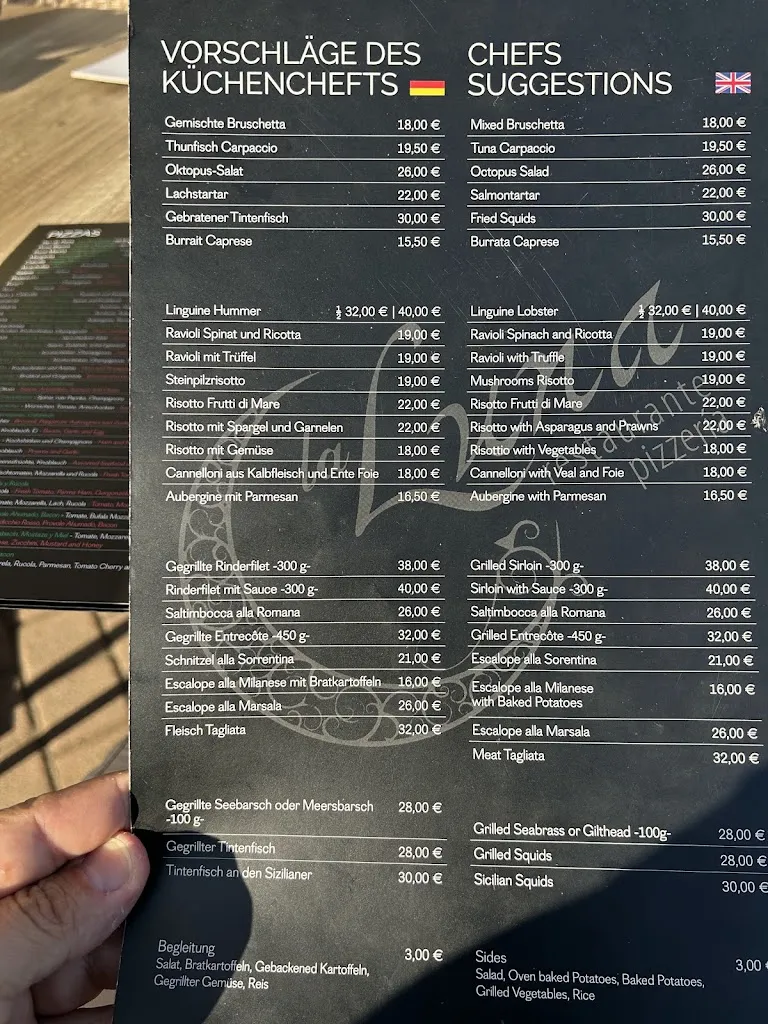 VORSCHLÄGE DES
KÜCHENCHEFTS
Gemischte Bruschetta 18,00 €
Thunfisch Carpaccio 19,50 €
Oktopus-Salat 26,00 €
Lachstartar 22,00 €
Gebratener Tintenfisch 30,00 €
Burrait Caprese 15,50 €
Linguine Hummer ½ 32,00 € | 40,00 €
Ravioli Spinat und Ricotta 19,00 €
Ravioli mit Trüffel 19,00 €
Steinpilzrisotto 19,00 €
Risotto Frutti di Mare 22,00 €
Risotto mit Spargel und Garnelen 22,00 €
Risotto mit Gemüse 18,00 €
Cannelloni aus Kalbfleisch und Ente Foie 18,00 €
Aubergine mit Parmesan 16,50 €
Gegrillte Rinderfilet -300 g- 38,00 €
Rinderfilet mit Sauce -300 g- 40,00 €
Saltimbocca alla Romana 26,00 €
Gegrillte Entrecôte -450 g- 32,00 €
Schnitzel alla Sorrentina 21,00 €
Escalope alla Milanese mit Bratkartoffeln 16,00 €
Escalope alla Marsala 26,00 €
Fleisch Tagliata 32,00 €
Gegrillte Seebarsch oder Meersbarsch 28,00 €
-100 g-
Gegrillter Tintenfisch 28,00 €
Tintenfisch an den Sizilianer 30,00 €
Begleitung 3,00 €
Salat, Bratkartoffeln, Gebackened Kartoffeln,
Gegrillter Gemüse, Reis
CHEFS
SUGGESTIONS
Mixed Bruschetta 18,00 €
Tuna Carpaccio 19,50 €
Octopus Salad 26,00 €
Salmontartar 22,00 €
Fried Squids 30,00 €
Burrata Caprese 15,50 €
Linguine Lobster ½ 32,00 € | 40,00 €
Ravioli Spinach and Ricotta 19,00 €
Ravioli with Truffle 19,00 €
Mushrooms Risotto 19,00 €
Risotto Frutti di Mare 22,00 €
Risotto with Asparagus and Prawns 22,00 €
Risottio with Vegetables 18,00 €
Cannelloni with Veal and Foie 18,00 €
Aubergine with Parmesan 16,50 €
Grilled Sirloin -300 g- 38,00 €
Sirloin with Sauce -300 g- 40,00 €
Saltimbocca alla Romana 26,00 €
Grilled Entrecôte -450 g- 32,00 €
Escalope alla Sorentina 21,00 €
Escalope alla Milanese 16,00 €
with Baked Potatoes
Escalope alla Marsala 26,00 €
Meat Tagliata 32,00 €
Grilled Seabrass or Gilthead -100g- 28,00 €
Grilled Squids 28,00 €
Sicilian Squids 30,00 €
Sides 3,00 €
Salad, Oven baked Potatoes, Baked Potatoes,
Grilled Vegetables, Rice
la Luna
restaurante
pizzería
PIZZAS